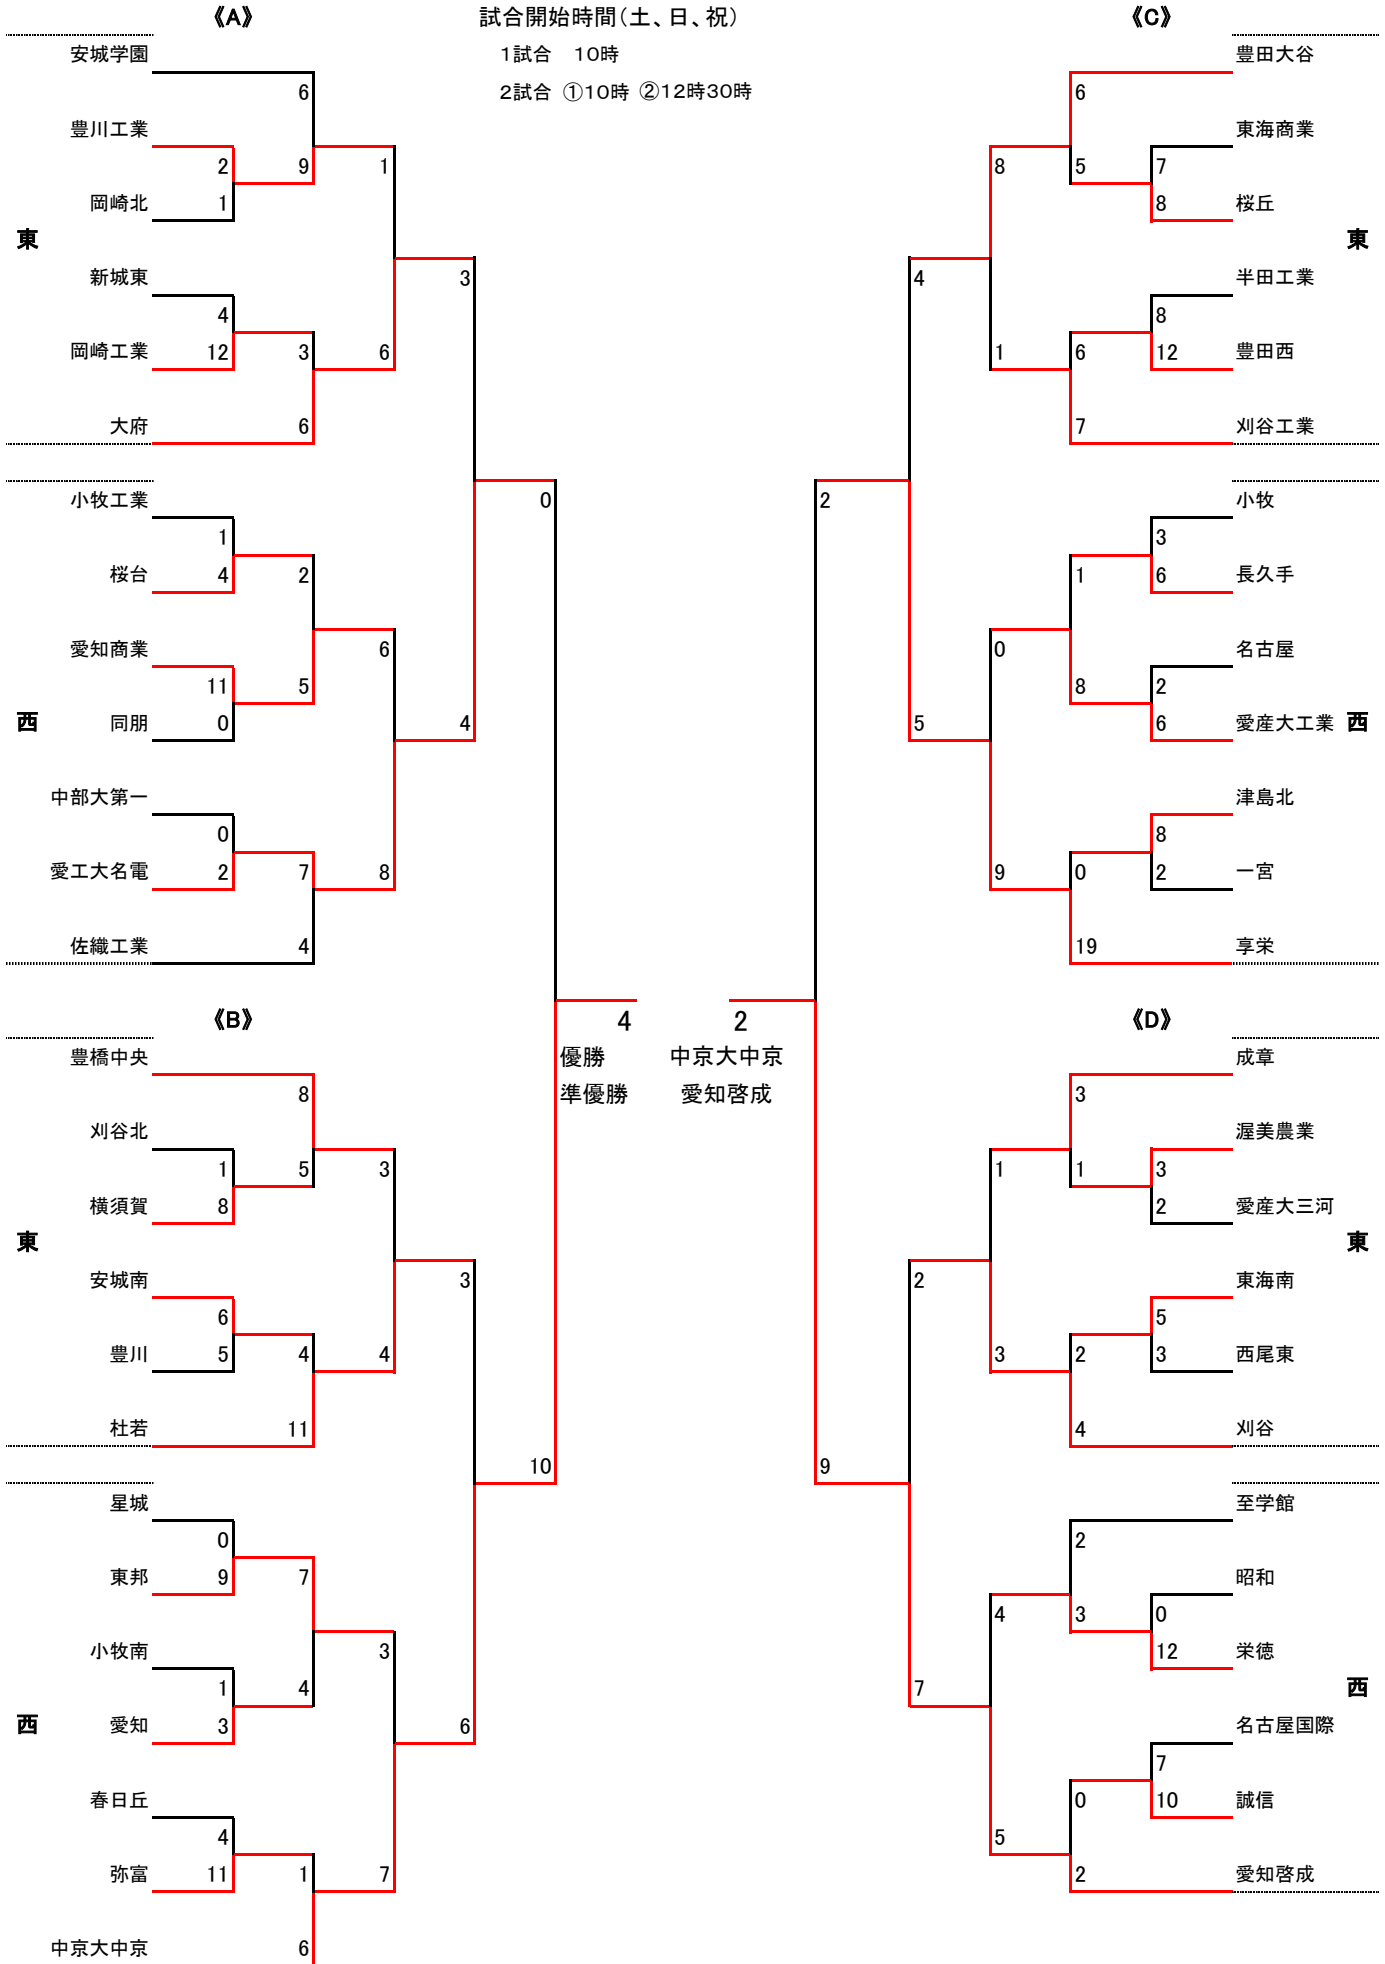 《A》
試合開始時間(土、日、祝)
1試合 10時
2試合 ①10時 ②12時30時
安城学園
6
豊川工業
2 9 1
岡崎北
1
東
新城東
3
4
岡崎工業
12 3 6
大府
6
小牧工業
0
1
桜台
4 2
愛知商業
6
11 5
西
同朋
0 4
中部大第一
0
愛工大名電
2 7 8
佐織工業
4
《B》
豊橋中央
8
刈谷北
1 5 3
横須賀
8
東
安城南
3
6
豊川
5 4 4
杜若
11
10
星城
0
東邦
9 7
小牧南
3
1 4
西
愛知
3 6
春日丘
4
弥富
11 1 7
中京大中京
6
4 2
優勝 中京大中京
準優勝 愛知啓成
《C》
豊田大谷
6
東海商業
8 5 7
桜丘
8
東
半田工業
4
8
豊田西
1 6 12
刈谷工業
7
小牧
2
3
長久手
1 6
名古屋
0
8 2
愛産大工業
西
5 6
津島北
8
一宮
9 0 2
享栄
19
《D》
成章
3
渥美農業
1 1 3
愛産大三河
2
東
東海南
2
5
西尾東
3 2 3
刈谷
4
9
至学館
2
昭和
4 3 0
栄徳
12
西
7
名古屋国際
7
誠信
0 10
5
愛知啓成
2